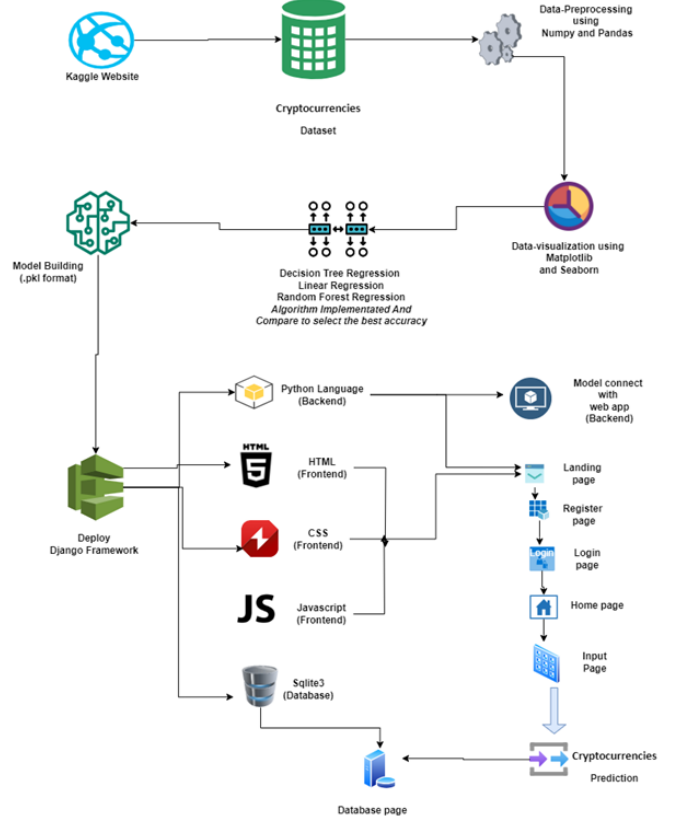 Data-Preprocessing
using
Numpy and Pandas
Kaggle Website
Cryptocurrencies
Dataset
Data-visualization using
Matplotlib
and Seaborn
Model Building
(.pkl format)
Decision Tree Regression
Linear Regression
Random Forest Regression
Algorithm Implementated And
Compare to select the best accuracy
Python Language
(Backend)
Model connect
with
web app
(Backend)
HTML
5
HTML
(Frontend)
Landing
page
Register
page
Deploy
Django Framework
CSS
(Frontend)
Login
Login
page
JS
Javascript
(Frontend)
Home page
Input
Page
Sqlite3
(Database)
Cryptocurrencies
Prediction
Database page